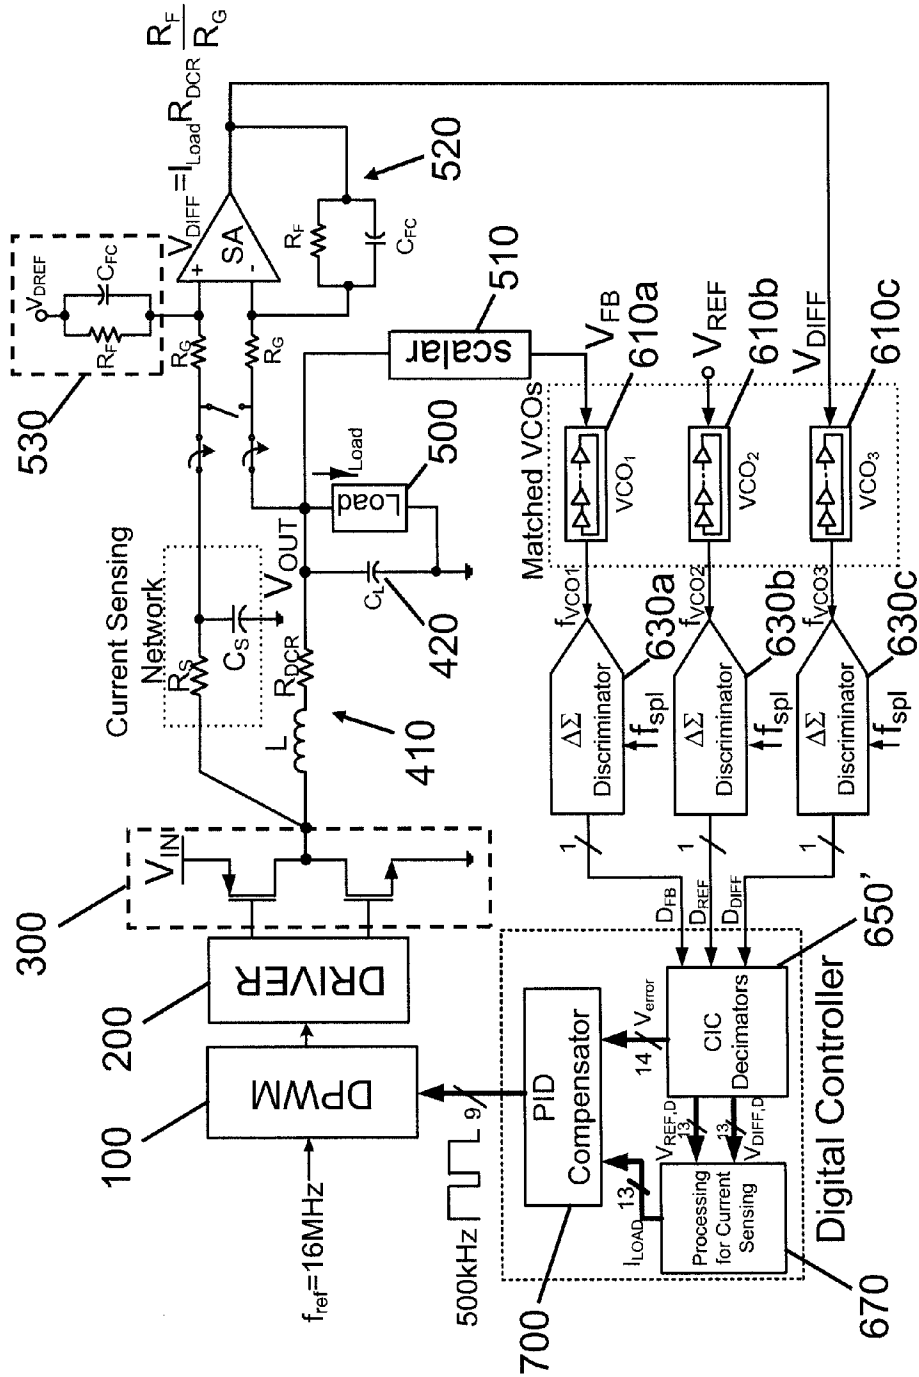 300
V_IN
200
DRIVER
100
DPWM
f_ref=16MHz
Current Sensing
Network
R_S
C_S
L
R_DCR
410
V_OUT
C_L
420
Load
500
I_Load
530
V_DREF
R_F
C_FC
R_G
R_G
+
SA
-
V_DIFF=I_Load R_DCR R_F/R_G
R_F
C_FC
520
scalar
510
500kHz
9
700
PID
Compensator
14
V_error
13
I_LOAD
CIC
Decimators
650'
V_REF,D
13
13
V_DIFF,D
Processing
for Current
Sensing
670
Digital Controller
D_FB
D_REF
D_DIFF
1
1
1
ΔΣ
Discriminator
f_spl
630a
ΔΣ
Discriminator
f_spl
630b
ΔΣ
Discriminator
f_spl
630c
f_VCO1
f_VCO2
f_VCO3
Matched VCOs
VCO_1
VCO_2
VCO_3
V_FB
610a
V_REF
610b
V_DIFF
610c